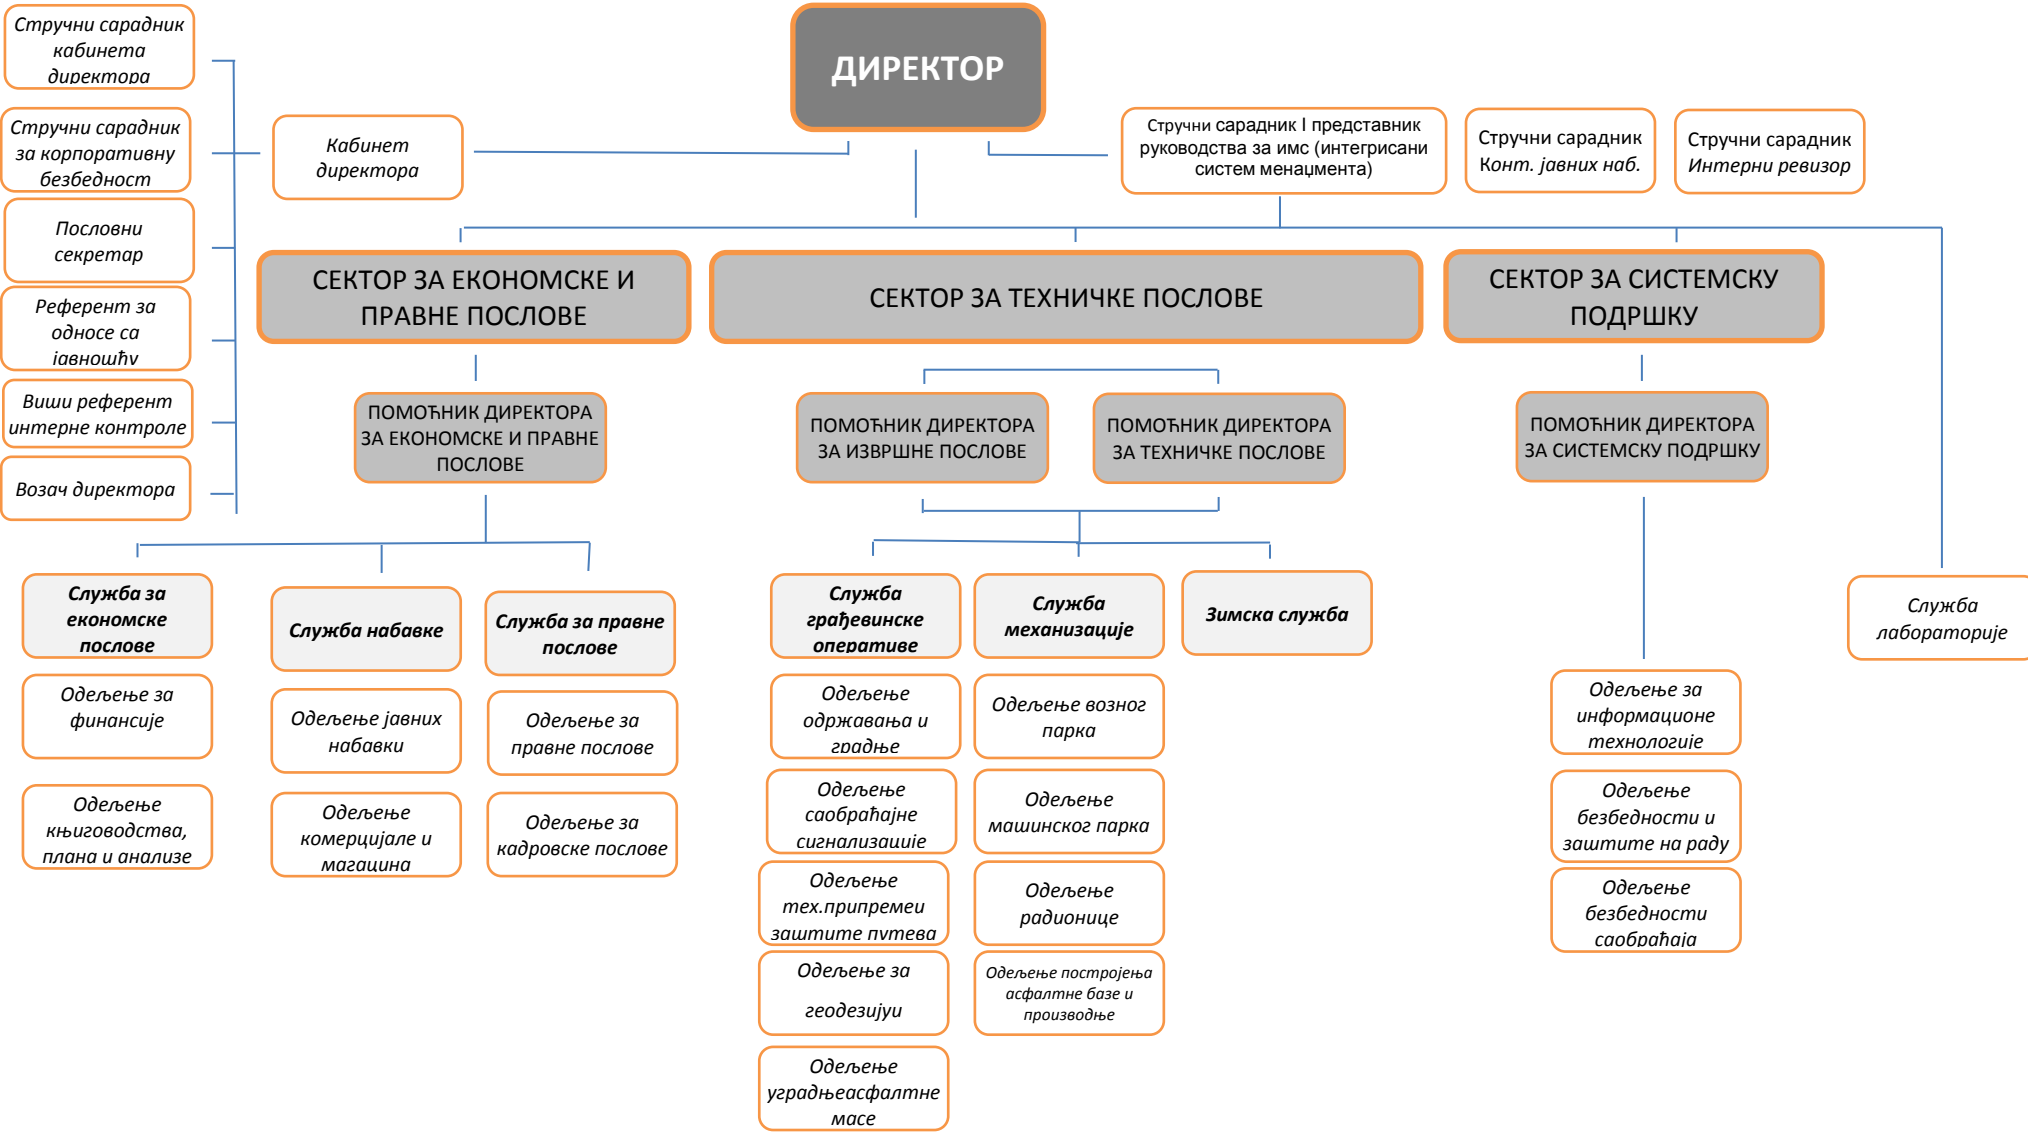 ДИРЕКТОР
Стручни сарадник
кабинета
директора
Стручни сарадник
за корпоративну
безбедност
Пословни
секретар
Референт за
односе са
јавношћу
Виши референт
интерне контроле
Возач директора
Кабинет
директора
Стручни сарадник I представник
руководства за имс (интегрисани
систем менаџмента)
Стручни сарадник
Конт. јавних наб.
Стручни сарадник
Интерни ревизор
СЕКТОР ЗА ЕКОНОМСКЕ И
ПРАВНЕ ПОСЛОВЕ
СЕКТОР ЗА ТЕХНИЧКЕ ПОСЛОВЕ
СЕКТОР ЗА СИСТЕМСКУ
ПОДРШКУ
ПОМОЋНИК ДИРЕКТОРА
ЗА ЕКОНОМСКЕ И ПРАВНЕ
ПОСЛОВЕ
ПОМОЋНИК ДИРЕКТОРА
ЗА ИЗВРШНЕ ПОСЛОВЕ
ПОМОЋНИК ДИРЕКТОРА
ЗА ТЕХНИЧКЕ ПОСЛОВЕ
ПОМОЋНИК ДИРЕКТОРА
ЗА СИСТЕМСКУ ПОДРШКУ
Служба за
економске
послове
Одељење за
финансије
Одељење
књиговодства,
плана и анализе
Служба набавке
Одељење јавних
набавки
Одељење
комерцијале и
магацина
Служба за правне
послове
Одељење за
правне послове
Одељење за
кадровске послове
Служба
грађевинске
оперативе
Одељење
одржавања и
градње
Одељење
саобраћајне
сигнализације
Одељење
тех.припремеи
заштите путева
Одељење за
геодезијуи
Одељење
уградњеасфалтне
масе
Служба
механизације
Одељење возног
парка
Одељење
машинског парка
Одељење
радионице
Одељење постројења
асфалтне базе и
производње
Зимска служба
Одељење за
информационе
технологије
Одељење
безбедности и
заштите на раду
Одељење
безбедности
саобраћаја
Служба
лабораторије